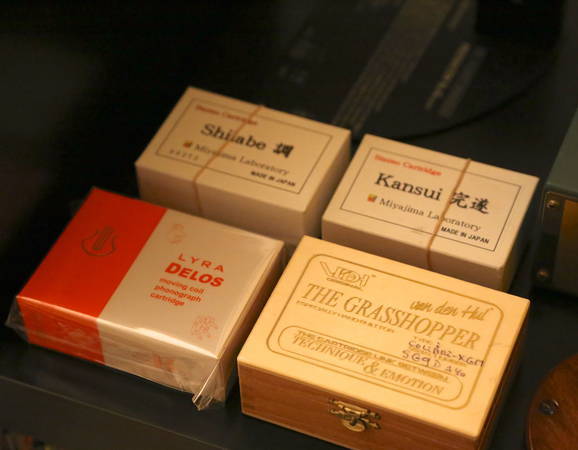 Stereo Cartridge
Shilabe 調
Miyajima Laboratory
MADE IN JAPAN
Stereo Cartridge
Kansui 完遂
Miyajima Laboratory
MADE IN JAPAN
LYRA
DELOS
moving coil
phonograph
cartridge
van den Hul
THE GRASSHOPPER
THE CARTRIDGE LINE BETWEEN
TECHNIQUE & EMOTION